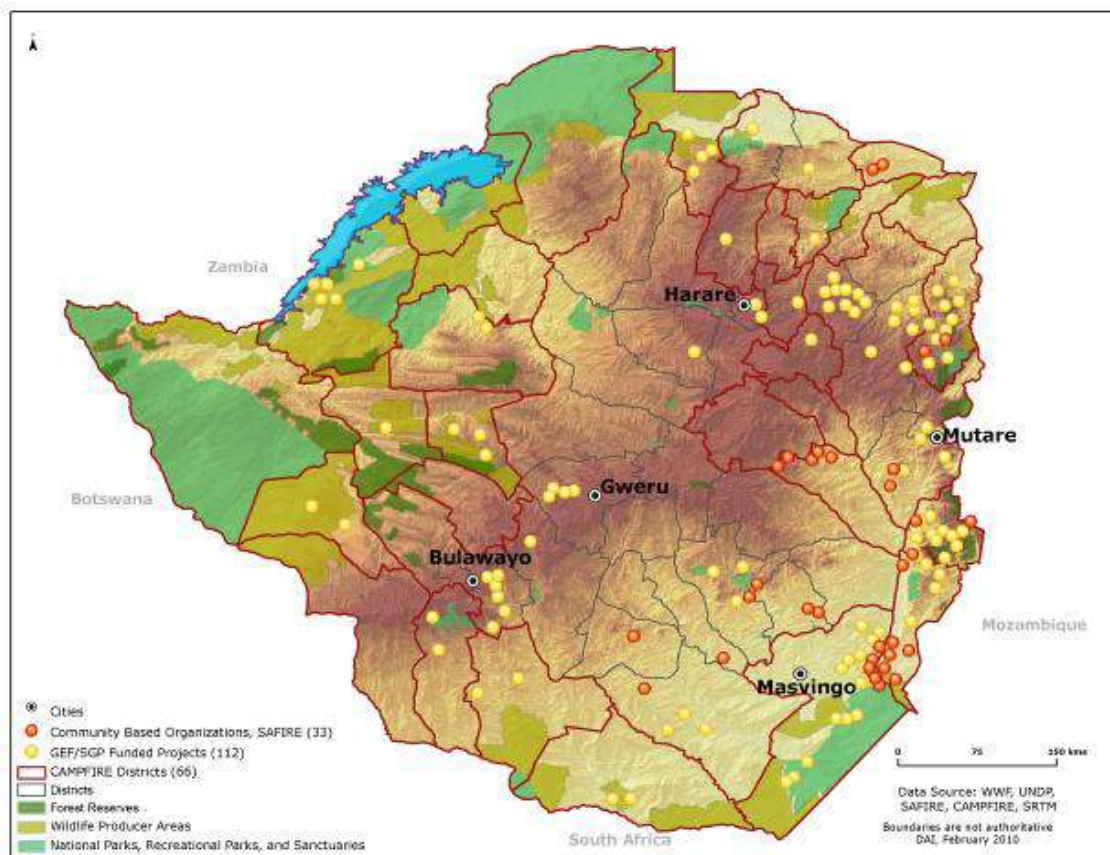 Zambia
Harare
Mutare
Gweru
Botswana
Bulawayo
Mozambique
Masvingo
South Africa
Cities
Community Based Organizations, SAFIRE (33)
GEF/SGP Funded Projects (112)
CAMPFIRE Districts (66)
Districts
Forest Reserves
Wildlife Producer Areas
National Parks, Recreational Parks, and Sanctuaries
0 75 150 kms
Data Source: WWF, UNDP,
SAFIRE, CAMPFIRE, SRTM
Boundaries are not authoritative
DAI, February 2010